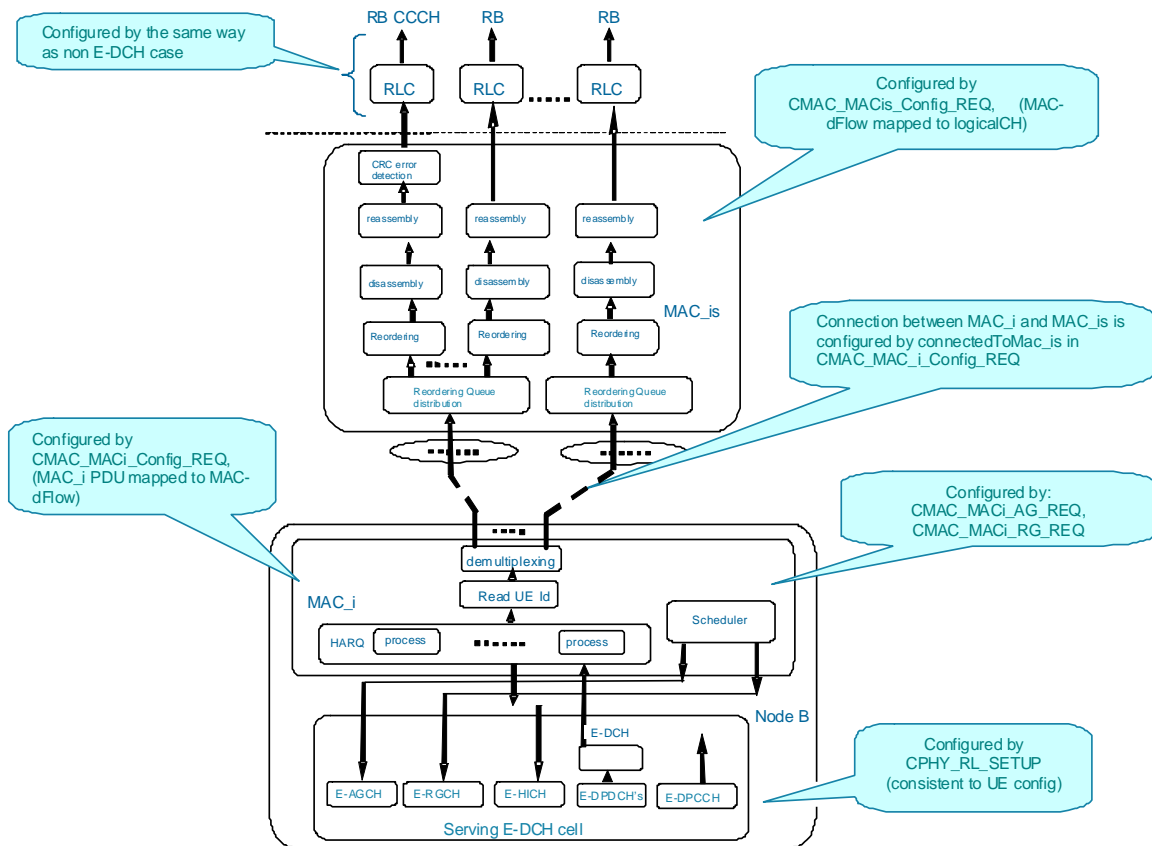 RB CCCH
RB
RB
Configured by the same way
as non E-DCH case
RLC
RLC
RLC
Configured by
CMAC_MACis_Config_REQ, (MAC-
dFlow mapped to logicalCH)
CRC error
detection
reassembly
reassembly
reassembly
disassembly
disassembly
disassembly
MAC_is
Reordering
Reordering
Reordering
Connection between MAC_i and MAC_is is
configured by connectedToMac_is in
CMAC_MAC_i_Config_REQ
Reordering Queue
distribution
Reordering Queue
distribution
Configured by
CMAC_MACi_Config_REQ,
(MAC_i PDU mapped to MAC-
dFlow)
Configured by:
CMAC_MACi_AG_REQ,
CMAC_MACi_RG_REQ
demultiplexing
Read UE Id
MAC_i
Scheduler
HARQ
process
process
Node B
E-DCH
Configured by
CPHY_RL_SETUP
(consistent to UE config)
E-AGCH
E-RGCH
E-HICH
E-DPDCH's
E-DPCCH
Serving E-DCH cell